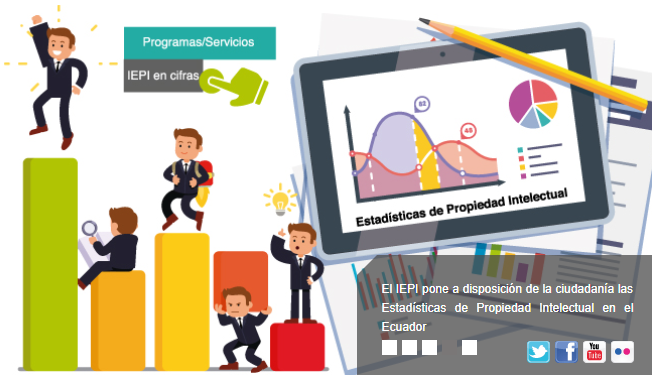 Programas/Servicios
IEPI en cifras
82
45
Estadísticas de Propiedad Intelectual
El IEPI pone a disposición de la ciudadanía las
Estadísticas de Propiedad Intelectual en el
Ecuador
You
Tube